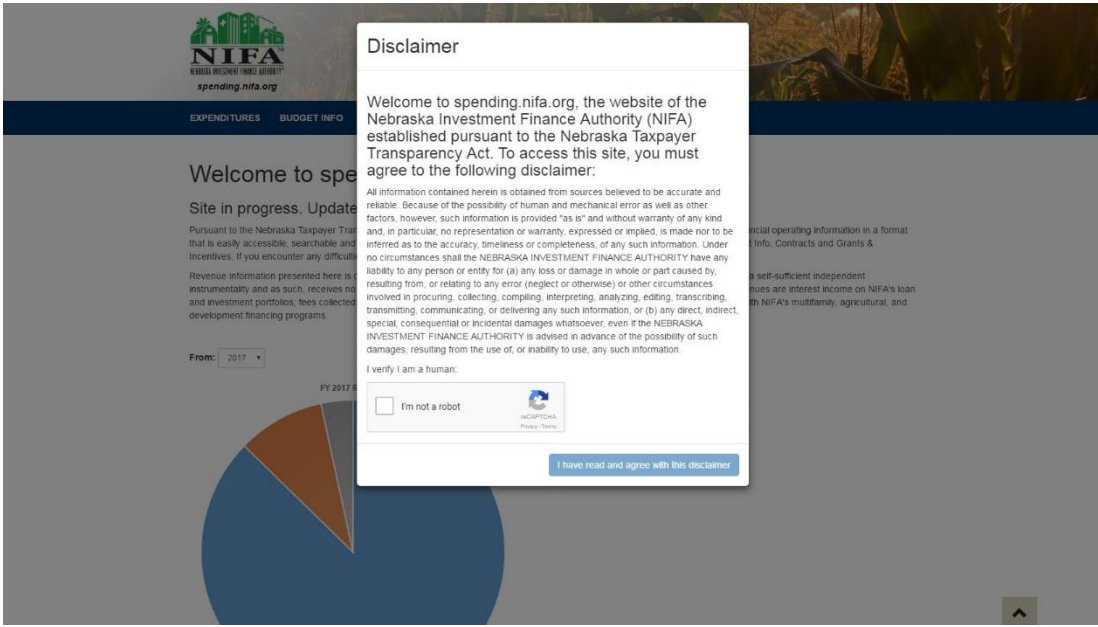 NIFA
NEBRASKA INVESTMENT FINANCE AUTHORITY
spending.nifa.org
EXPENDITURES BUDGET INFO
Welcome to spe
Site in progress. Update
Pursuant to the Nebraska Taxpayer Tran
that is easily accessible, searchable and
Incentives. If you encounter any difficulti
Revenue information presented here is c
instrumentality and as such, receives no
and investment portfolios, fees collected
development financing programs.
From: 2017
FY 2017 R
Disclaimer
Welcome to spending.nifa.org, the website of the
Nebraska Investment Finance Authority (NIFA)
established pursuant to the Nebraska Taxpayer
Transparency Act. To access this site, you must
agree to the following disclaimer:
All information contained herein is obtained from sources believed to be accurate and
reliable. Because of the possibility of human and mechanical error as well as other
factors, however, such information is provided "as is" and without warranty of any kind
and, in particular, no representation or warranty, expressed or implied, is made nor to be
inferred as to the accuracy, timeliness or completeness, of any such information. Under
no circumstances shall the NEBRASKA INVESTMENT FINANCE AUTHORITY have any
liability to any person or entity for (a) any loss or damage in whole or part caused by,
resulting from, or relating to any error (neglect or otherwise) or other circumstances
involved in procuring, collecting, compiling, interpreting, analyzing, editing, transcribing,
transmitting, communicating, or delivering any such information, or (b) any direct, indirect,
special, consequential or incidental damages whatsoever, even if the NEBRASKA
INVESTMENT FINANCE AUTHORITY is advised in advance of the possibility of such
damages, resulting from the use of, or inability to use, any such information.
I verify I am a human:
I'm not a robot
reCAPTCHA
Privacy - Terms
I have read and agree with this disclaimer
ncial operating information in a format
t Info, Contracts and Grants &
a self-sufficient independent
nues are interest income on NIFA's loan
th NIFA's multifamily, agricultural, and